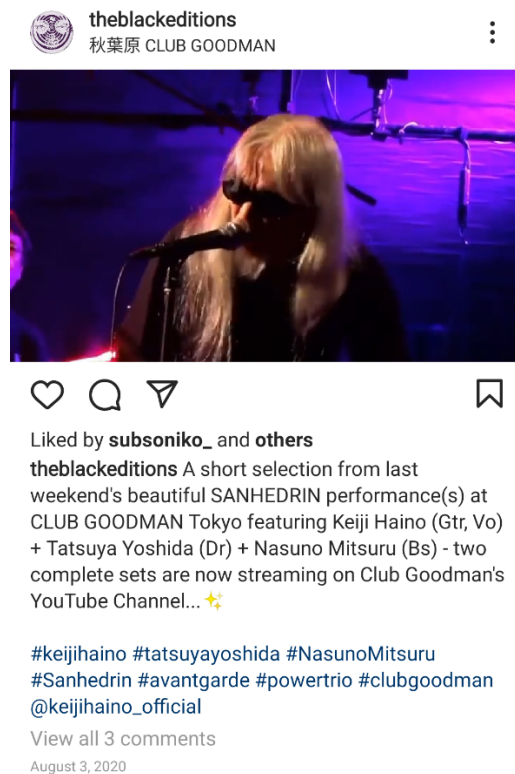 theblackeditions
秋葉原 CLUB GOODMAN
Liked by subsoniko_ and others
theblackeditions A short selection from last
weekend's beautiful SANHEDRIN performance(s) at
CLUB GOODMAN Tokyo featuring Keiji Haino (Gtr, Vo)
+ Tatsuya Yoshida (Dr) + Nasuno Mitsuru (Bs) - two
complete sets are now streaming on Club Goodman's
YouTube Channel...✨
#keijihaino #tatsuyayoshida #NasunoMitsuru
#Sanhedrin #avantgarde #powertrio #clubgoodman
@keijihaino_official
View all 3 comments
August 3, 2020